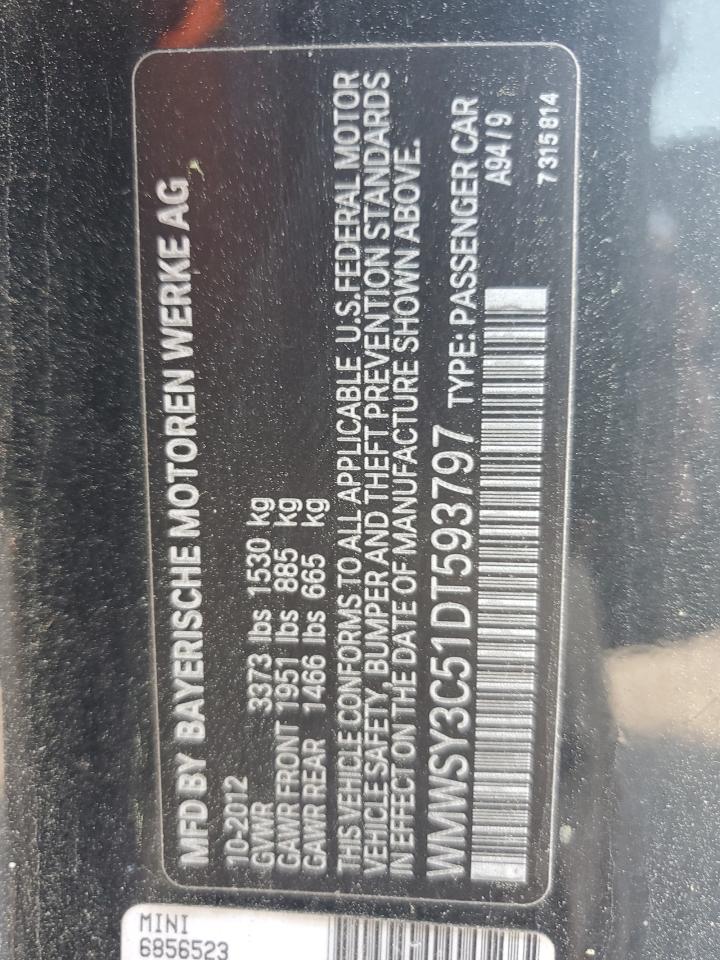 MFD BY BAYERISCHE MOTOREN WERKE AG
10-2012
GVWR 3373 lbs 1530 kg
GAWR FRONT 1951 lbs 885 kg
GAWR REAR 1466 lbs 665 kg
THIS VEHICLE CONFORMS TO ALL APPLICABLE U.S.FEDERAL MOTOR
VEHICLE SAFETY, BUMPER AND THEFT PREVENTION STANDARDS
IN EFFECT ON THE DATE OF MANUFACTURE SHOWN ABOVE.
WMWSY3C51DT593797 TYPE: PASSENGER CAR
A94/9
7 315 814
MINI
6856523